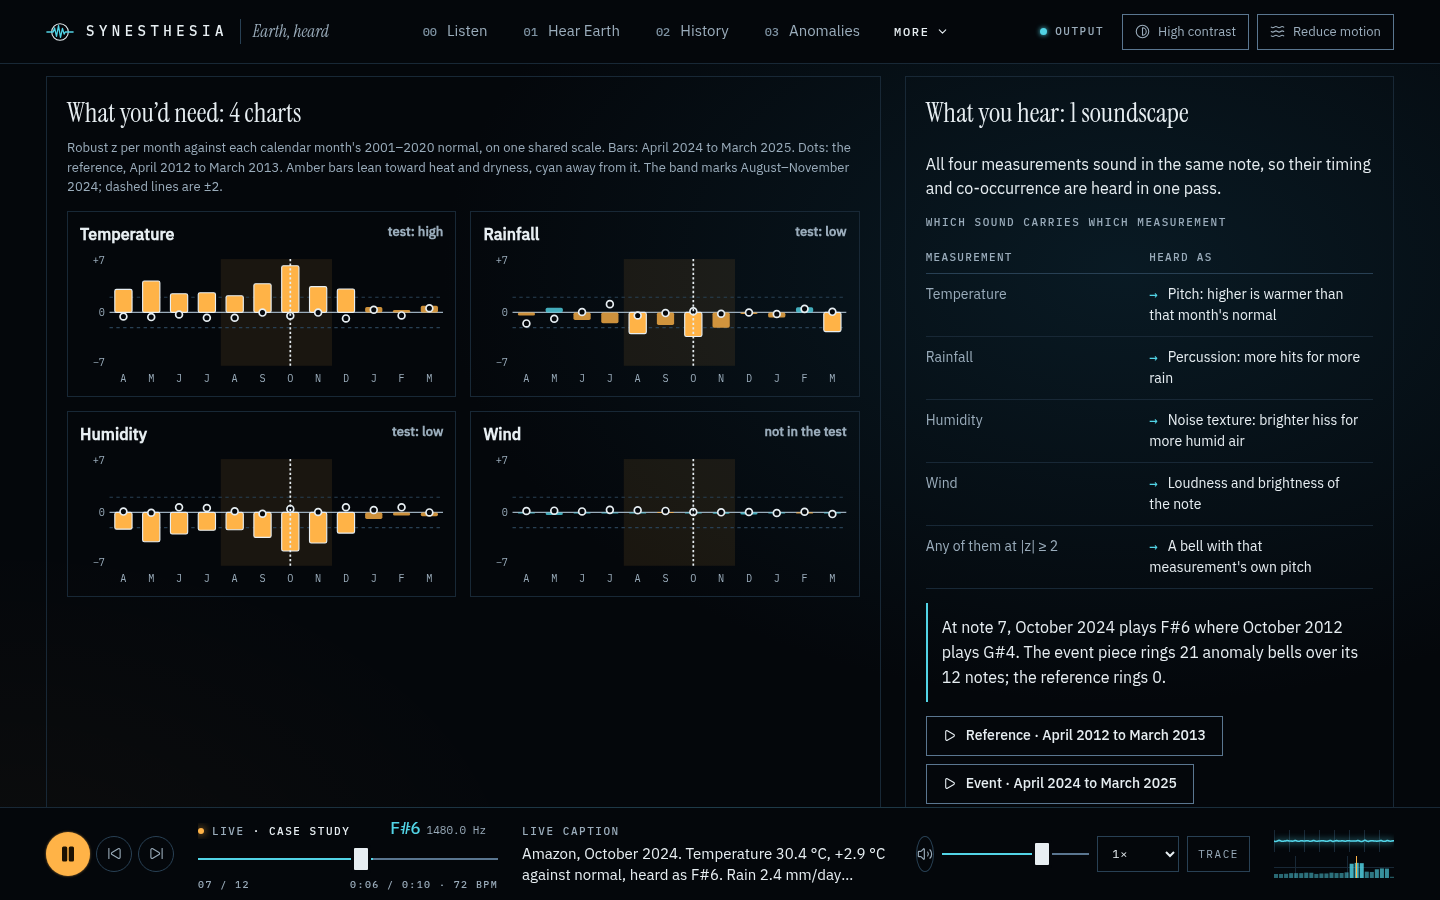 SYNESTHESIA
Earth, heard
00 Listen
01 Hear Earth
02 History
03 Anomalies
MORE
OUTPUT
High contrast
Reduce motion
What you'd need: 4 charts
Robust z per month against each calendar month's 2001–2020 normal, on one shared scale. Bars: April 2024 to March 2025. Dots: the
reference, April 2012 to March 2013. Amber bars lean toward heat and dryness, cyan away from it. The band marks August–November
2024; dashed lines are ±2.
Temperature
test: high
+7
0
−7
A M J J A S O N D J F M
Rainfall
test: low
+7
0
−7
A M J J A S O N D J F M
Humidity
test: low
+7
0
−7
A M J J A S O N D J F M
Wind
not in the test
+7
0
−7
A M J J A S O N D J F M
What you hear: 1 soundscape
All four measurements sound in the same note, so their timing
and co-occurrence are heard in one pass.
WHICH SOUND CARRIES WHICH MEASUREMENT
MEASUREMENT HEARD AS
Temperature → Pitch: higher is warmer than
that month's normal
Rainfall → Percussion: more hits for more
rain
Humidity → Noise texture: brighter hiss for
more humid air
Wind → Loudness and brightness of
the note
Any of them at |z| ≥ 2 → A bell with that
measurement's own pitch
At note 7, October 2024 plays F#6 where October 2012
plays G#4. The event piece rings 21 anomaly bells over its
12 notes; the reference rings 0.
Reference · April 2012 to March 2013
Event · April 2024 to March 2025
LIVE · CASE STUDY
F#6 1480.0 Hz
07 / 12
0:06 / 0:10 · 72 BPM
LIVE CAPTION
Amazon, October 2024. Temperature 30.4 °C, +2.9 °C
against normal, heard as F#6. Rain 2.4 mm/day...
1×
TRACE